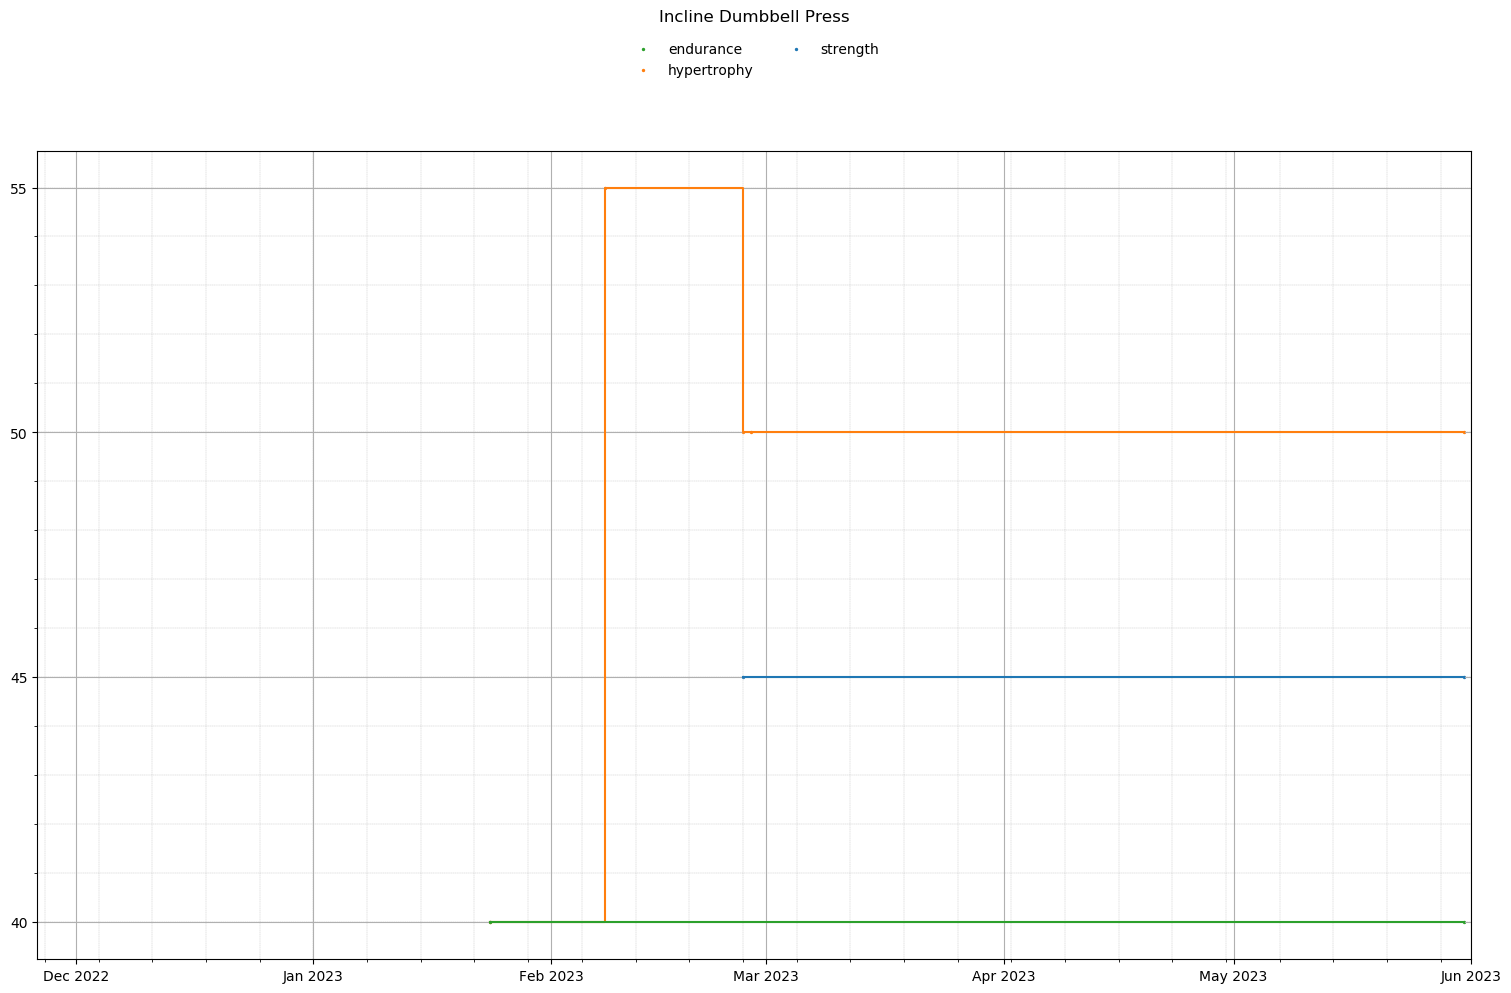 Incline Dumbbell Press
endurance strength
hypertrophy
55
50
45
40
Dec 2022 Jan 2023 Feb 2023 Mar 2023 Apr 2023 May 2023 Jun 2023